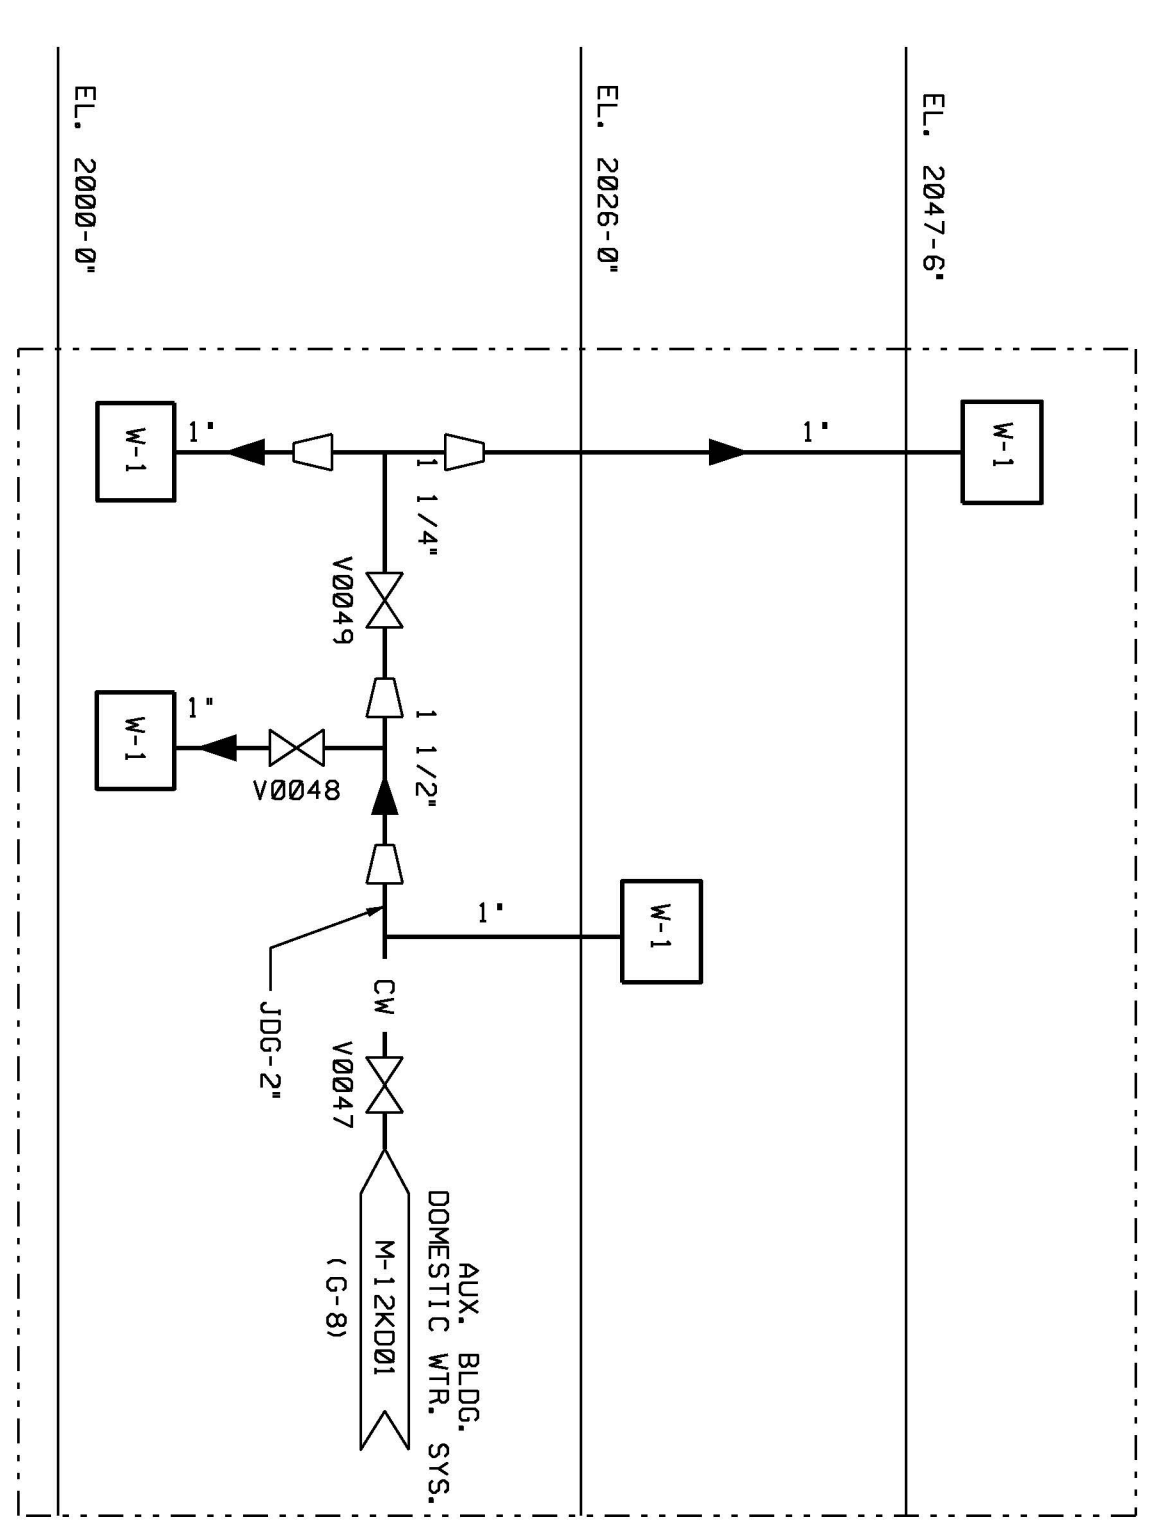 EL. 2047-6"
EL. 2026-0"
EL. 2000-0"
W-1
1"
1"
W-1
1 1/4"
V0049
W-1
1"
1 1/2"
V0048
W-1
1"
JDG-2"
CW
V0047
AUX. BLDG.
DOMESTIC WTR. SYS.
M-12KD01
(G-8)